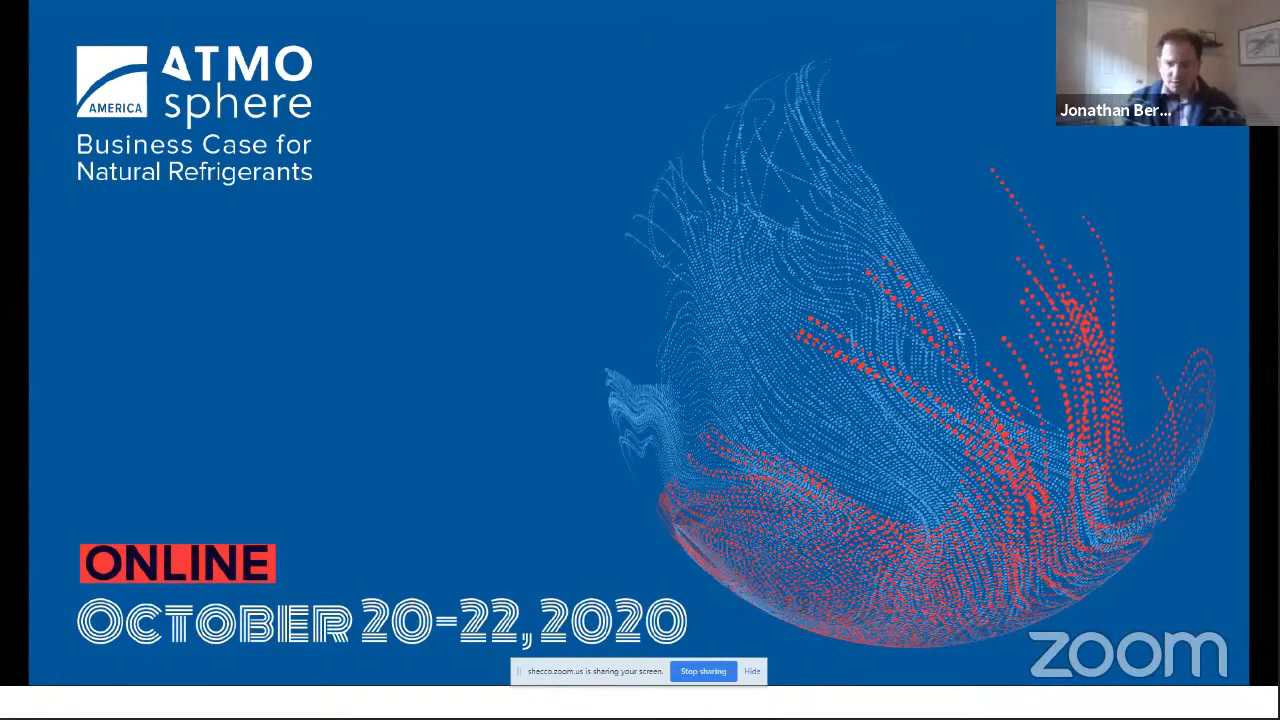 ATMO
sphere
AMERICA
Business Case for
Natural Refrigerants
Jonathan Ber...
ONLINE
OCTOBER 20-22, 2020
zoom
shecco.zoom.us is sharing your screen.
Stop sharing
Hide